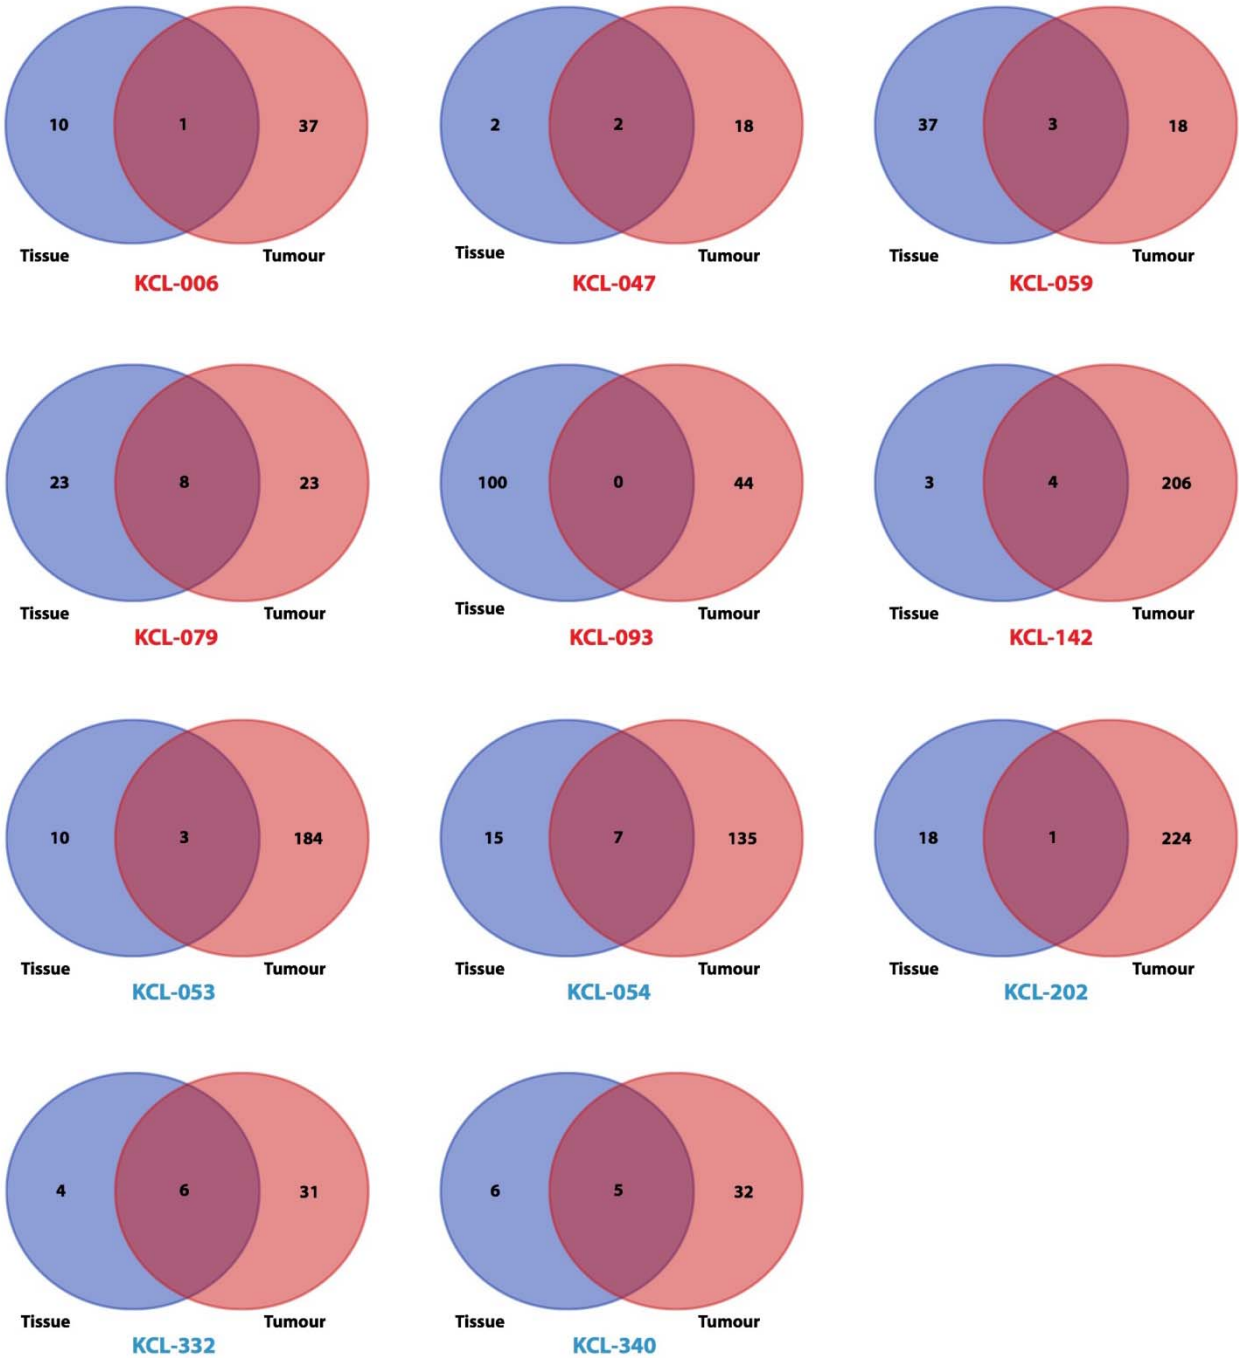 10 1 37
2 2 18
37 3 18
Tissue Tumour
Tissue Tumour
Tissue Tumour
KCL-006
KCL-047
KCL-059
23 8 23
100 0 44
3 4 206
Tissue Tumour
Tissue Tumour
Tissue Tumour
KCL-079
KCL-093
KCL-142
10 3 184
15 7 135
18 1 224
Tissue Tumour
Tissue Tumour
Tissue Tumour
KCL-053
KCL-054
KCL-202
4 6 31
6 5 32
Tissue Tumour
Tissue Tumour
KCL-332
KCL-340